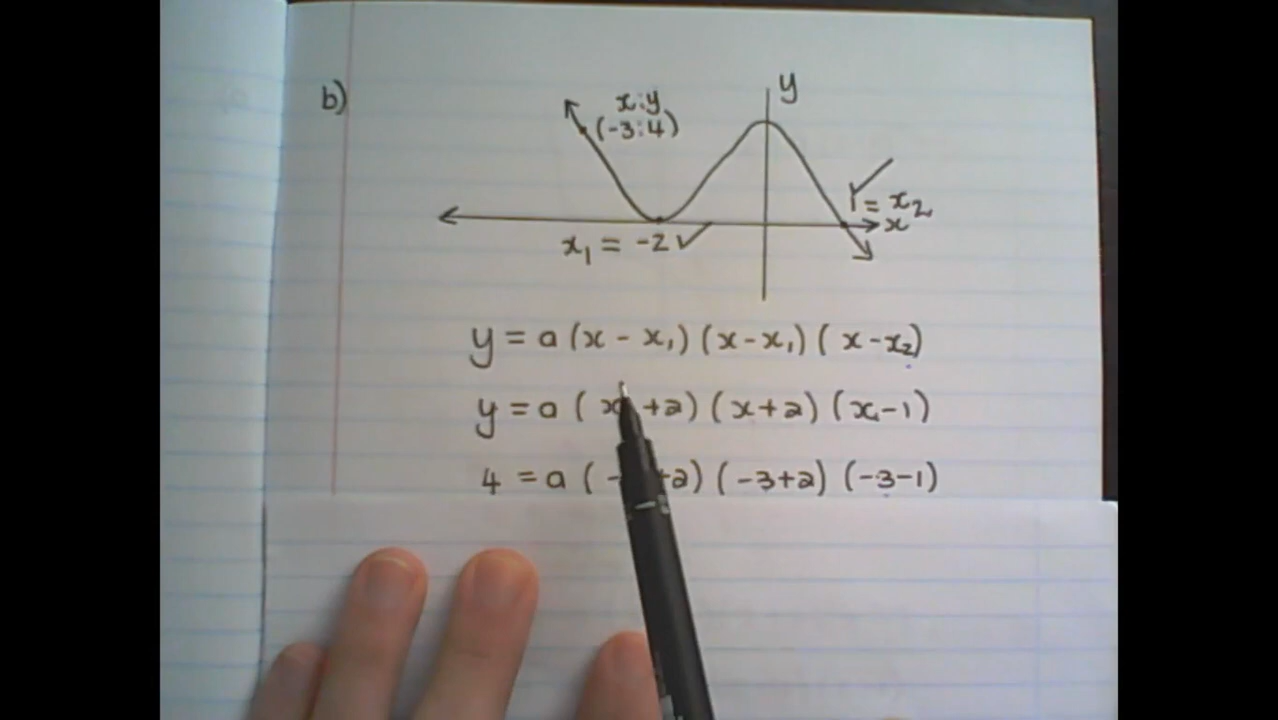 b)
y
x;y
(-3;4)
1 = x₂
x
x₁ = -2 ✓
y = a (x - x₁) (x - x₁) ( x - x₂)
y = a ( x +2) (x+2) (x-1)
4 = a ( - +2) (-3+2) (-3-1)